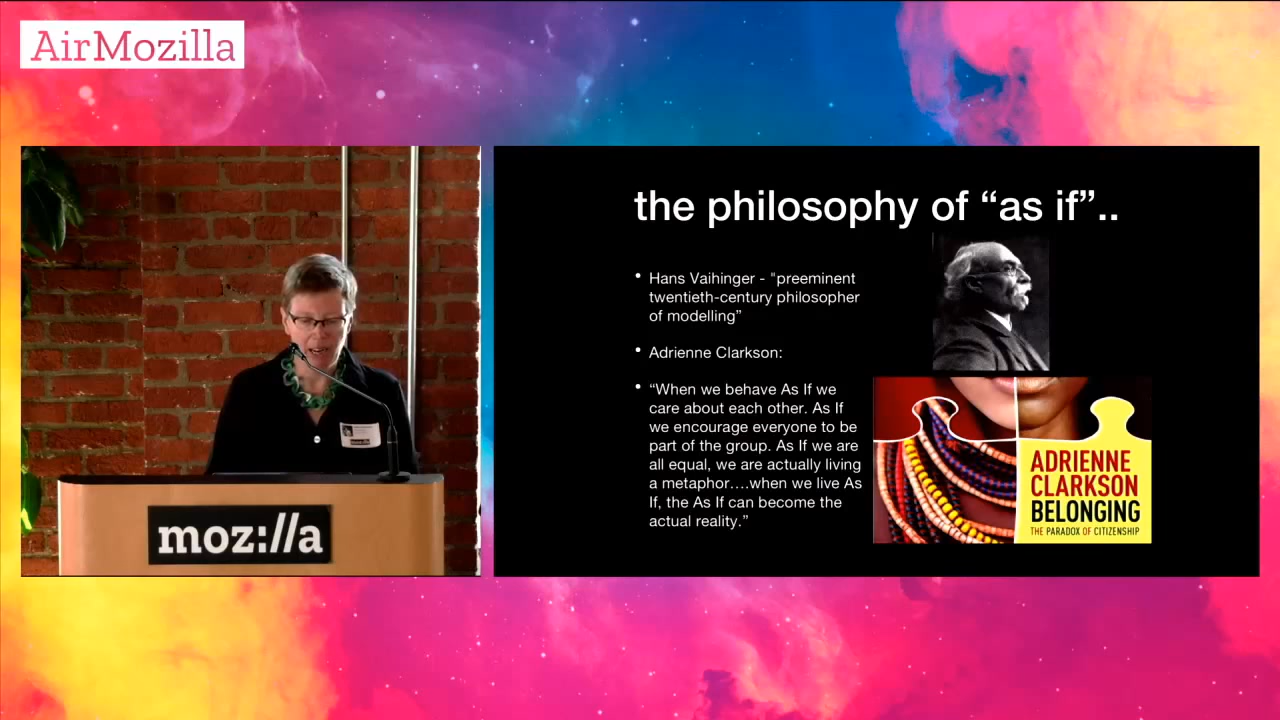 AirMozilla
the philosophy of “as if”..
• Hans Vaihinger - "preeminent
twentieth-century philosopher
of modelling”
• Adrienne Clarkson:
• “When we behave As If we
care about each other. As If
we encourage everyone to be
part of the group. As If we are
all equal, we are actually living
a metaphor….when we live As
If, the As If can become the
actual reality.”
ADRIENNE
CLARKSON
BELONGING
THE PARADOX OF CITIZENSHIP
moz://a